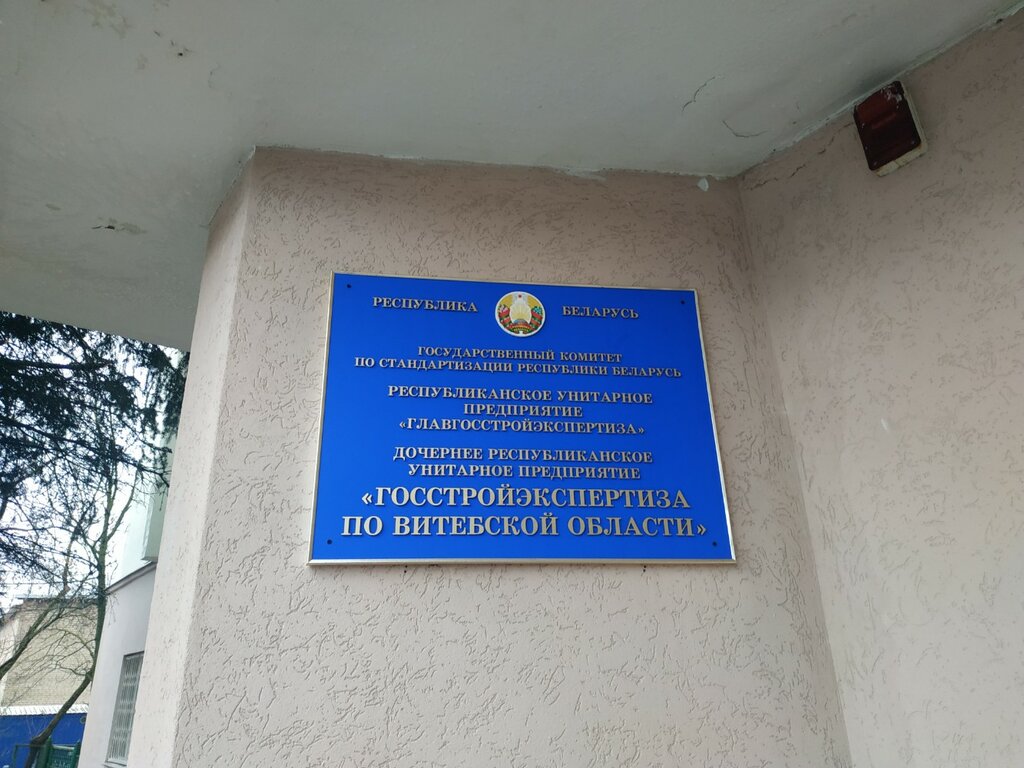 РЕСПУБЛИКА БЕЛАРУСЬ
ГОСУДАРСТВЕННЫЙ КОМИТЕТ
ПО СТАНДАРТИЗАЦИИ РЕСПУБЛИКИ БЕЛАРУСЬ
РЕСПУБЛИКАНСКОЕ УНИТАРНОЕ
ПРЕДПРИЯТИЕ
«ГЛАВГОССТРОЙЭКСПЕРТИЗА»
ДОЧЕРНЕЕ РЕСПУБЛИКАНСКОЕ
УНИТАРНОЕ ПРЕДПРИЯТИЕ
«ГОССТРОЙЭКСПЕРТИЗА
ПО ВИТЕБСКОЙ ОБЛАСТИ»